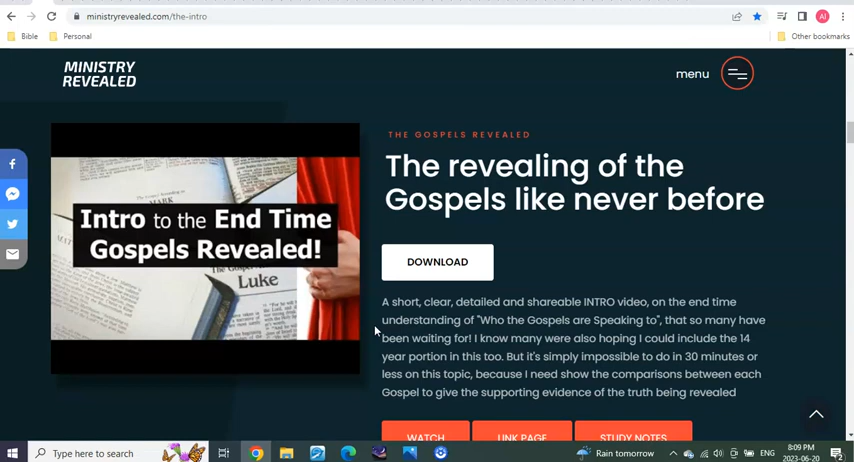 ministryrevealed.com/the-intro
Al
Bible
Personal
Other bookmarks
MINISTRY
REVEALED
menu
THE GOSPELS REVEALED
The revealing of the
Gospels like never before
DOWNLOAD
MARK
Intro to the End Time
Gospels Revealed!
Luke
A short, clear, detailed and shareable INTRO video, on the end time
understanding of "Who the Gospels are Speaking to", that so many have
been waiting for! I know many were also hoping I could include the 14
year portion in this too. But it's simply impossible to do in 30 minutes or
less on this topic, because I need show the comparisons between each
Gospel to give the supporting evidence of the truth being revealed
WATCH
LINK PAGE
STUDY NOTES
Type here to search
Rain tomorrow
ENG
8:09 PM
2023-06-20